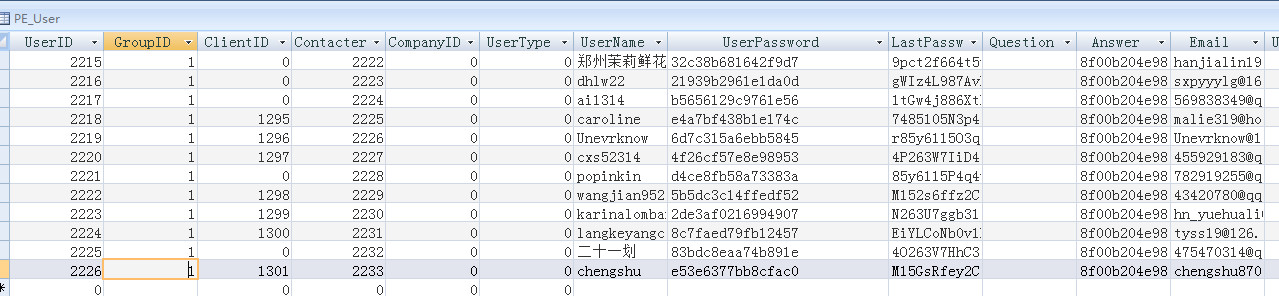 PE_User
UserID GroupID ClientID Contacter CompanyID UserType UserName UserPassword LastPassw Question Answer Email
2215 1 0 2222 0 0 郑州茉莉鲜花 32c38b681642f9d7 9pct2f664t5 8f00b204e98 hanjialin19
2216 1 0 2223 0 0 dhlw22 21939b2961e1da0d gWIz4L987Av 8f00b204e98 sxpyyylg@16
2217 1 0 2224 0 0 ai1314 b5656129c9761e56 1tGw4j886Xt 8f00b204e98 569838349@q
2218 1 1295 2225 0 0 caroline e4a7bf438b1e174c 7485105N3p4 8f00b204e98 malie319@ho
2219 1 1296 2226 0 0 Unevrknow 6d7c315a6ebb5845 r85y6115O3q 8f00b204e98 Unevrknow@1
2220 1 1297 2227 0 0 cxs52314 4f26cf57e8e98953 4P263W7IiD4 8f00b204e98 455929183@q
2221 1 0 2228 0 0 popinkin d4ce8fb58a73383a 85y6115P4q4 8f00b204e98 782919255@q
2222 1 1298 2229 0 0 wangjian952 5b5dc3c14ffedf52 M152s6ffz2C 8f00b204e98 43420780@qq
2223 1 1299 2230 0 0 karinalomba 2de3af0216994907 N263U7ggb31 8f00b204e98 hn_yuehuali
2224 1 1300 2231 0 0 langkeyangc 8c7faed79fb12457 EiYLCoNb0v1 8f00b204e98 tyss19@126.
2225 1 0 2232 0 0 二十一划 83bdc8eaa74b891e 4O263V7HhC3 8f00b204e98 475470314@q
2226 1 1301 2233 0 0 chengshu e53e6377bb8cfac0 M15GsRfey2C 8f00b204e98 chengshu870
* 0 0 0 0 0